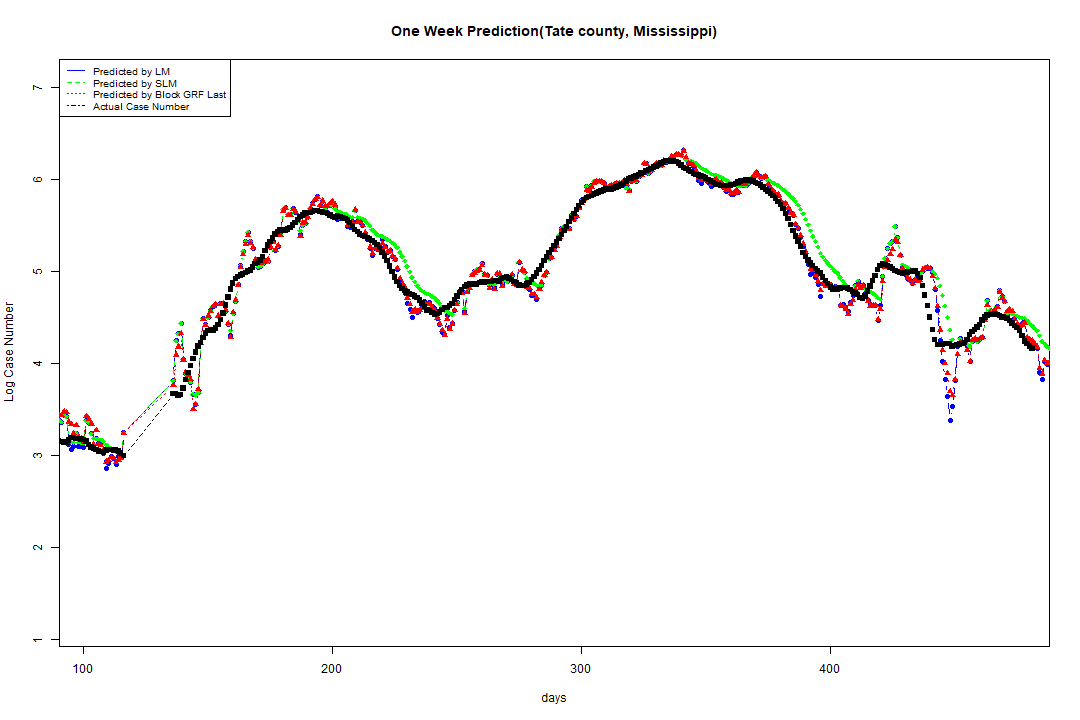 One Week Prediction(Tate county, Mississippi)
Predicted by LM
Predicted by SLM
Predicted by Block GRF Last
Actual Case Number
7
6
5
4
3
2
1
Log Case Number
100 200 300 400
days